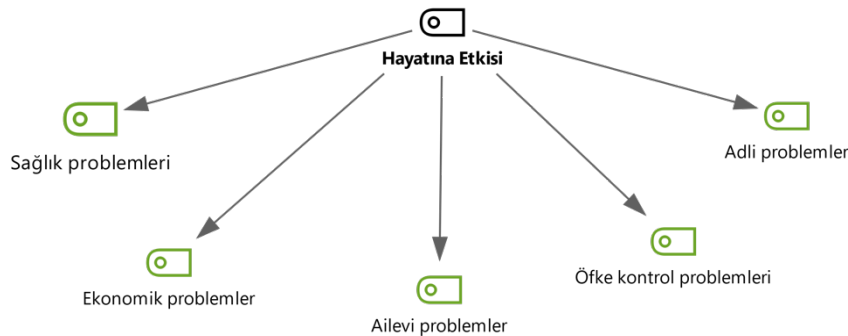 Hayatına Etkisi
Sağlık problemleri
Adli problemler
Ekonomik problemler
Öfke kontrol problemleri
Ailevi problemler